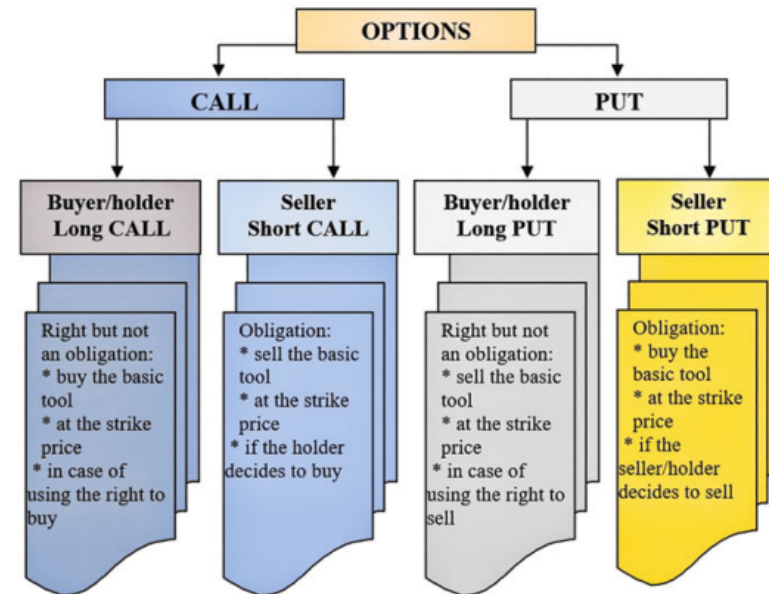 OPTIONS
CALL
PUT
Buyer/holder
Long CALL
Seller
Short CALL
Buyer/holder
Long PUT
Seller
Short PUT
Right but not
an obligation:
* buy the basic
tool
* at the strike
price
* in case of
using the right to
buy
Obligation:
* sell the basic
tool
* at the strike
price
* if the holder
decides to buy
Right but not
an obligation:
* sell the basic
tool
* at the strike
price
* in case of
using the right to
sell
Obligation:
* buy the
basic tool
* at the strike
price
* if the
seller/holder
decides to sell